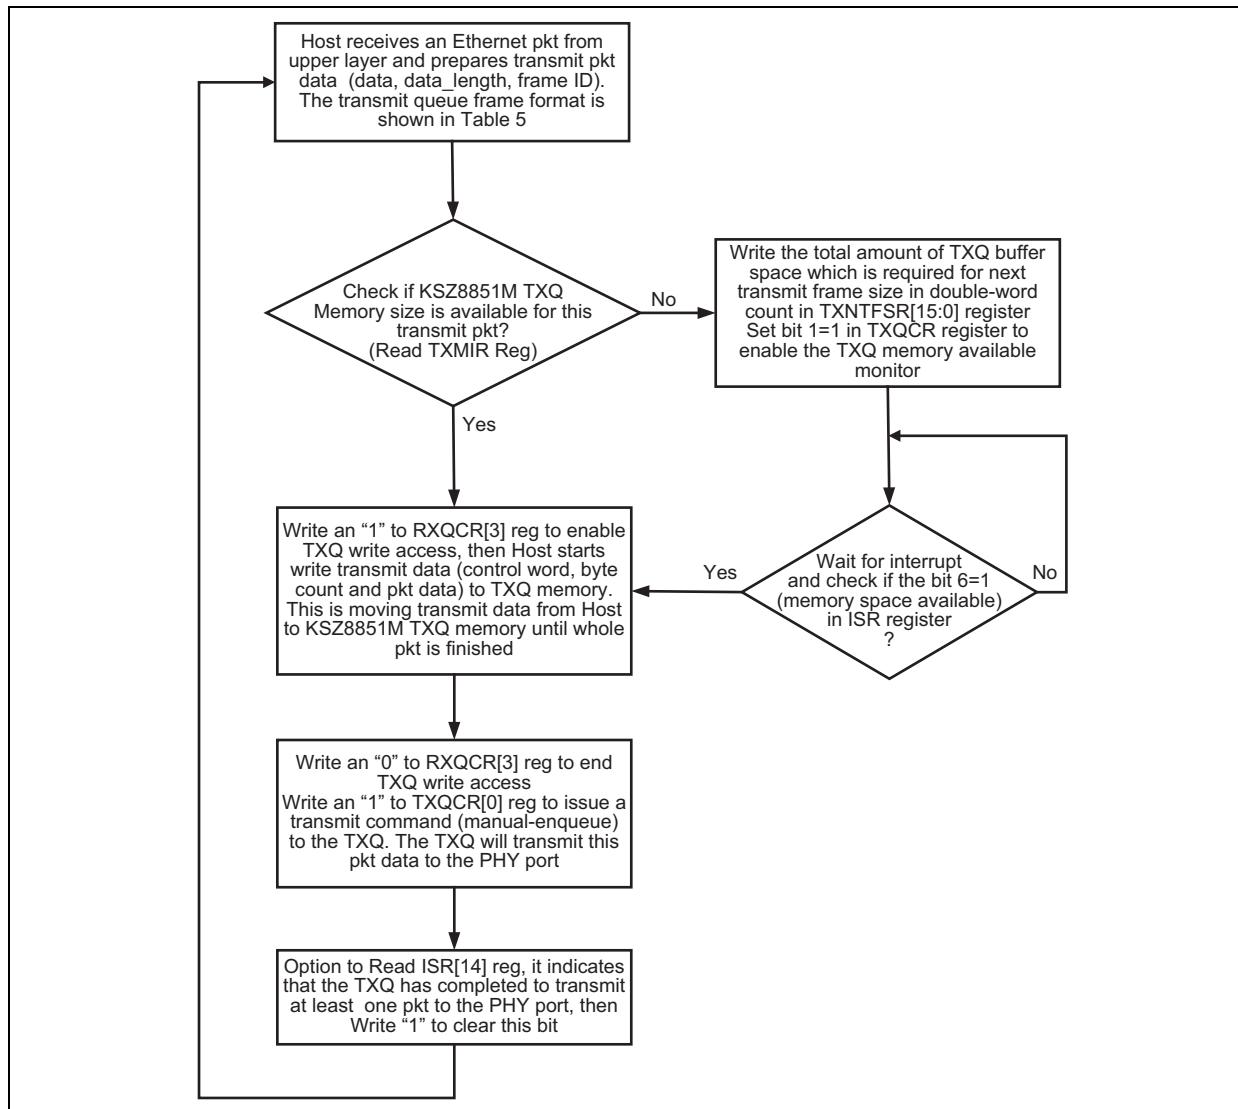 Host receives an Ethernet pkt from
upper layer and prepares transmit pkt
data (data, data_length, frame ID).
The transmit queue frame format is
shown in Table 5
Check if KSZ8851M TXQ
Memory size is available for this
transmit pkt?
(Read TXMIR Reg)
No
Write the total amount of TXQ buffer
space which is required for next
transmit frame size in double-word
count in TXNTFSR[15:0] register
Set bit 1=1 in TXQCR register to
enable the TXQ memory available
monitor
Yes
Write an “1” to RXQCR[3] reg to enable
TXQ write access, then Host starts
write transmit data (control word, byte
count and pkt data) to TXQ memory.
This is moving transmit data from Host
to KSZ8851M TXQ memory until whole
pkt is finished
Yes
Wait for interrupt
and check if the bit 6=1
(memory space available)
in ISR register
?
No
Write an “0” to RXQCR[3] reg to end
TXQ write access
Write an “1” to TXQCR[0] reg to issue a
transmit command (manual-enqueue)
to the TXQ. The TXQ will transmit this
pkt data to the PHY port
Option to Read ISR[14] reg, it indicates
that the TXQ has completed to transmit
at least one pkt to the PHY port, then
Write “1” to clear this bit